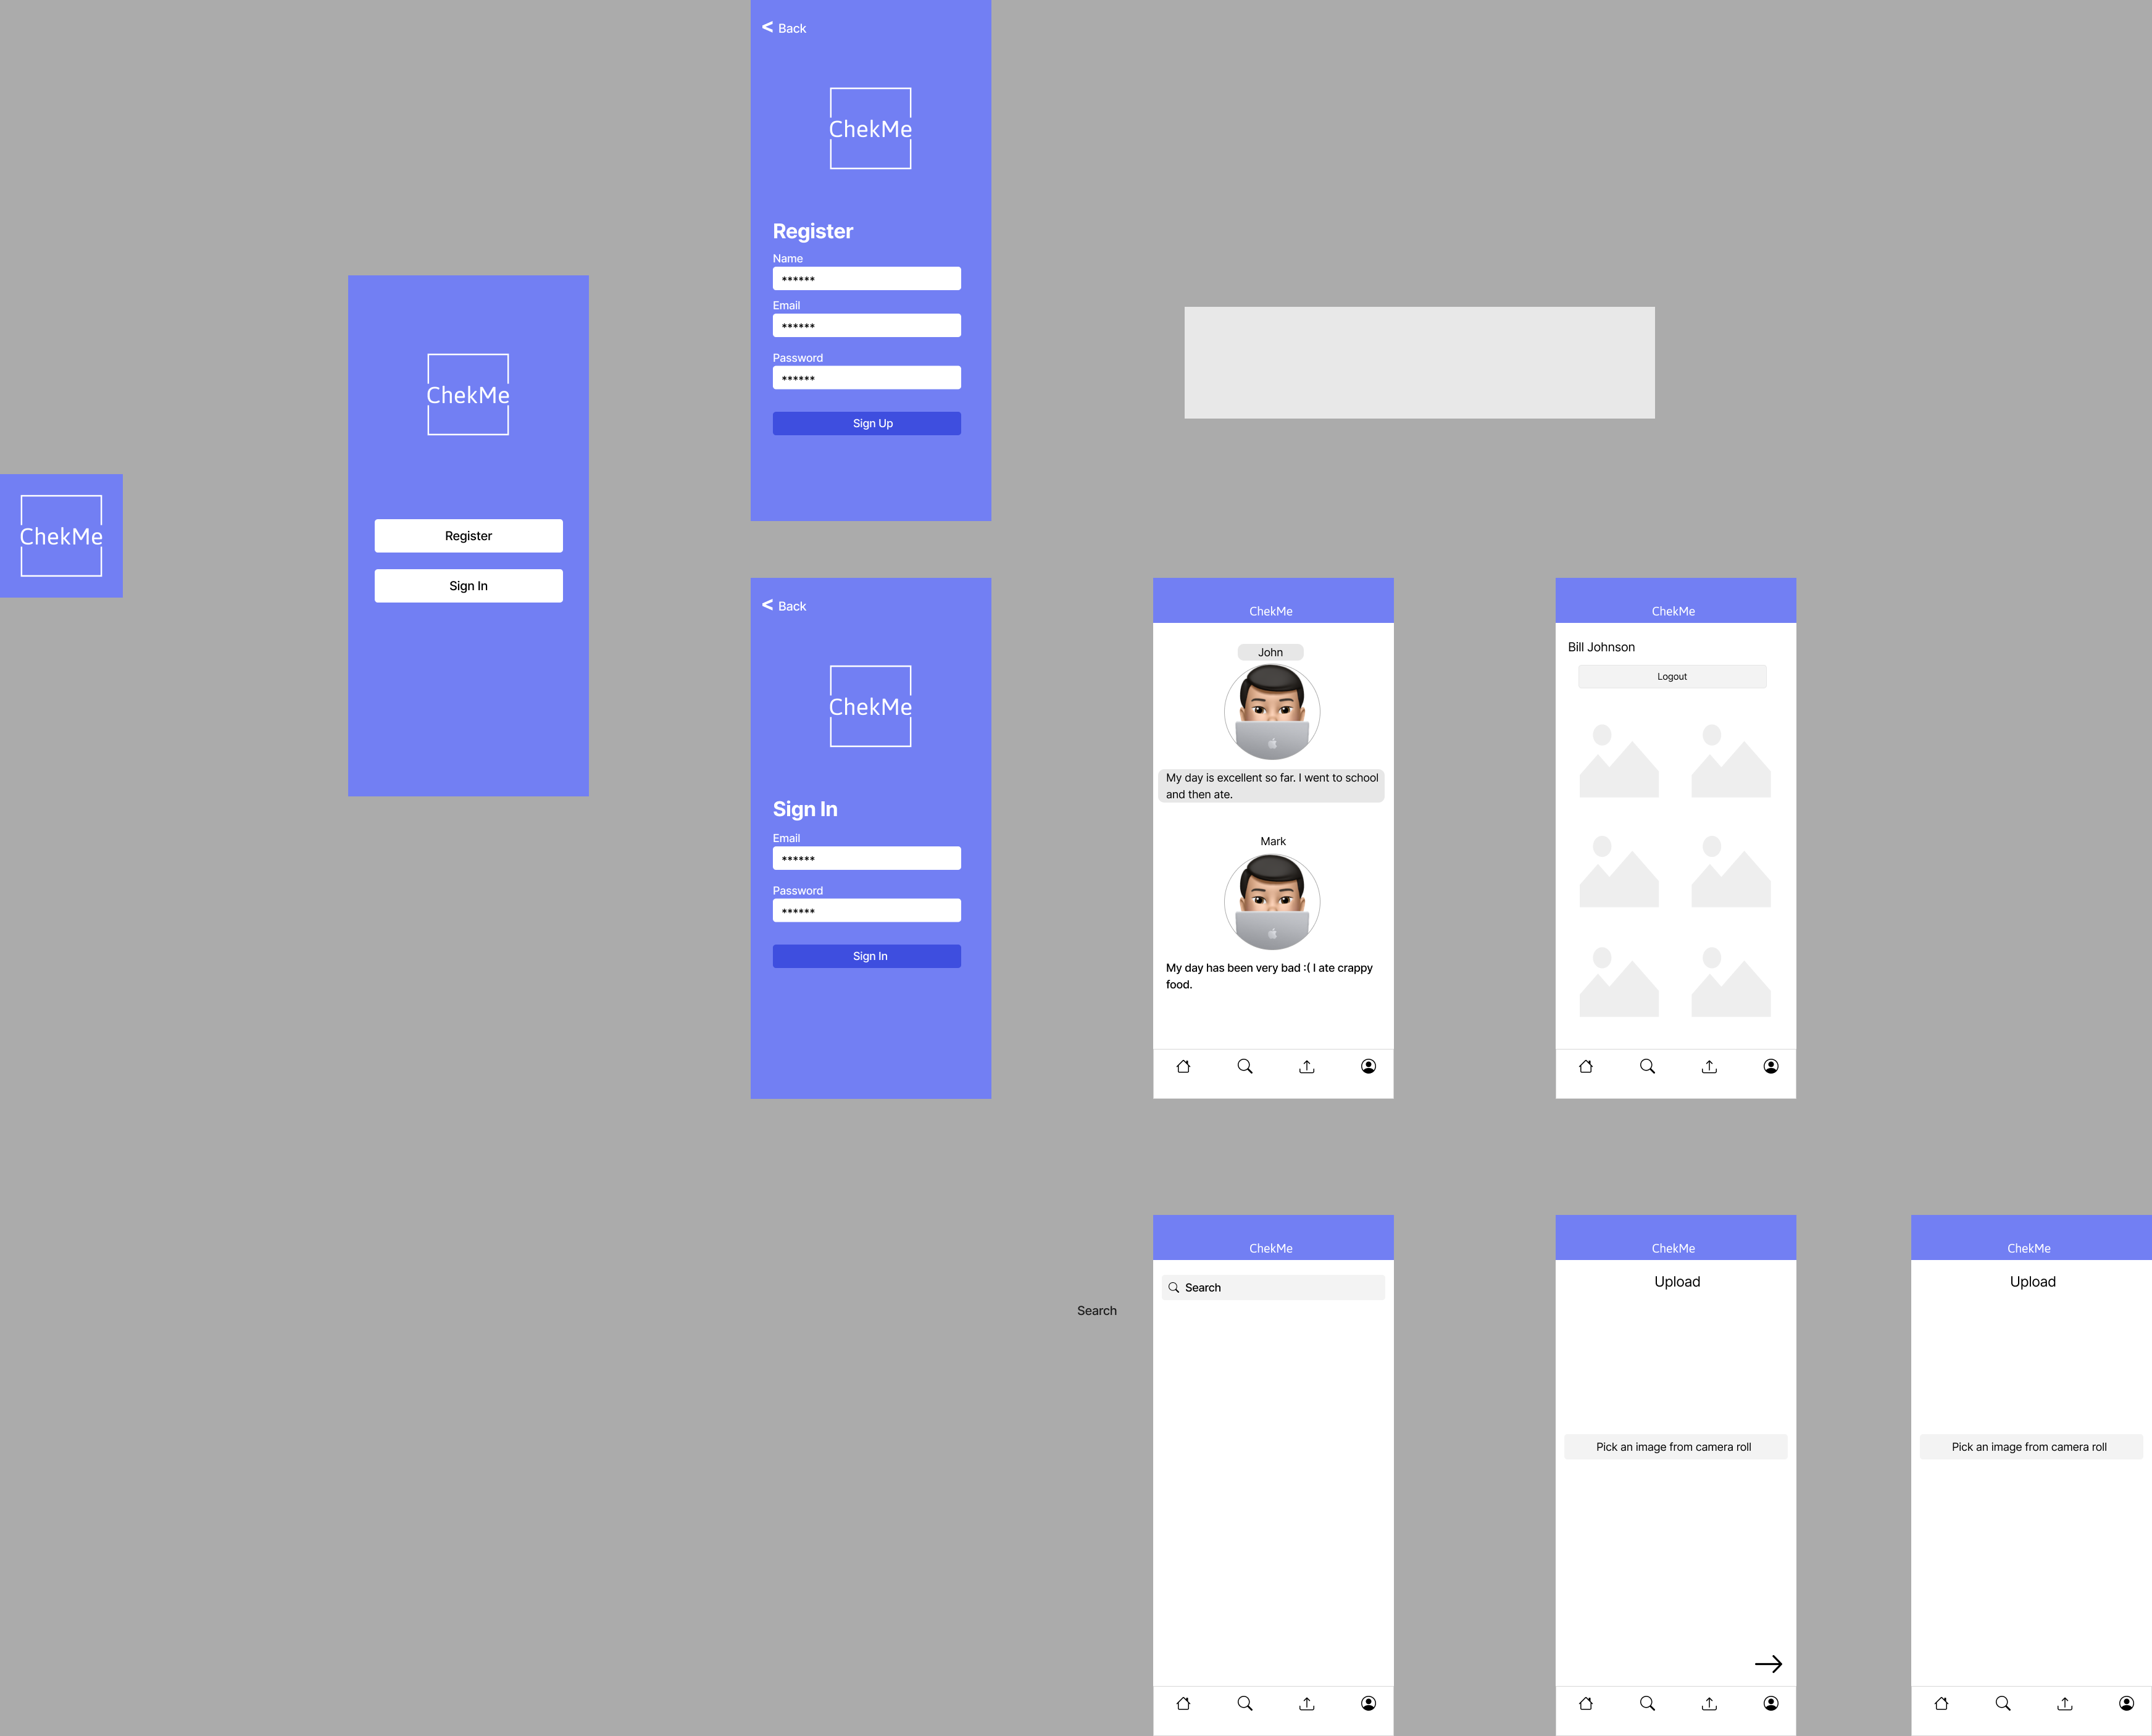 ChekMe
ChekMe
Register
Sign In
< Back
ChekMe
Register
Name
******
Email
******
Password
******
Sign Up
< Back
ChekMe
Sign In
Email
******
Password
******
Sign In
ChekMe
John
My day is excellent so far. I went to school
and then ate.
Mark
My day has been very bad :( I ate crappy
food.
ChekMe
Bill Johnson
Logout
Search
ChekMe
Search
ChekMe
Upload
Pick an image from camera roll
ChekMe
Upload
Pick an image from camera roll